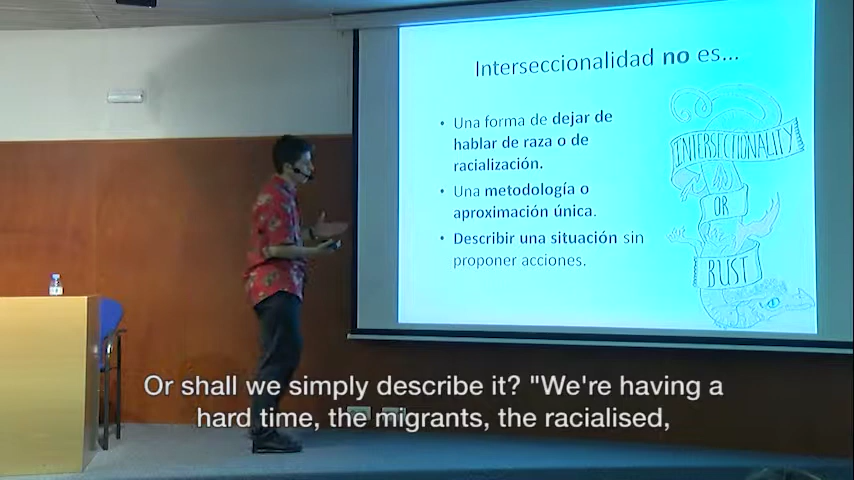 Interseccionalidad no es...
• Una forma de dejar de
hablar de raza o de
racialización.
• Una metodología o
aproximación única.
• Describir una situación sin
proponer acciones.
INTERSECTIONALITY
OR
BUST
Or shall we simply describe it? "We're having a
hard time, the migrants, the racialised,